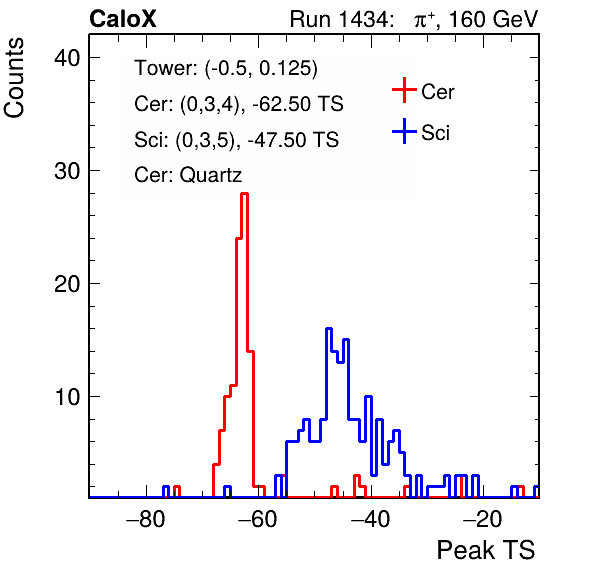 CaloX Run 1434: π⁺, 160 GeV
Counts
40
30
20
10
Tower: (-0.5, 0.125)
Cer: (0,3,4), -62.50 TS
Sci: (0,3,5), -47.50 TS
Cer: Quartz
Cer
Sci
−80 −60 −40 −20
Peak TS